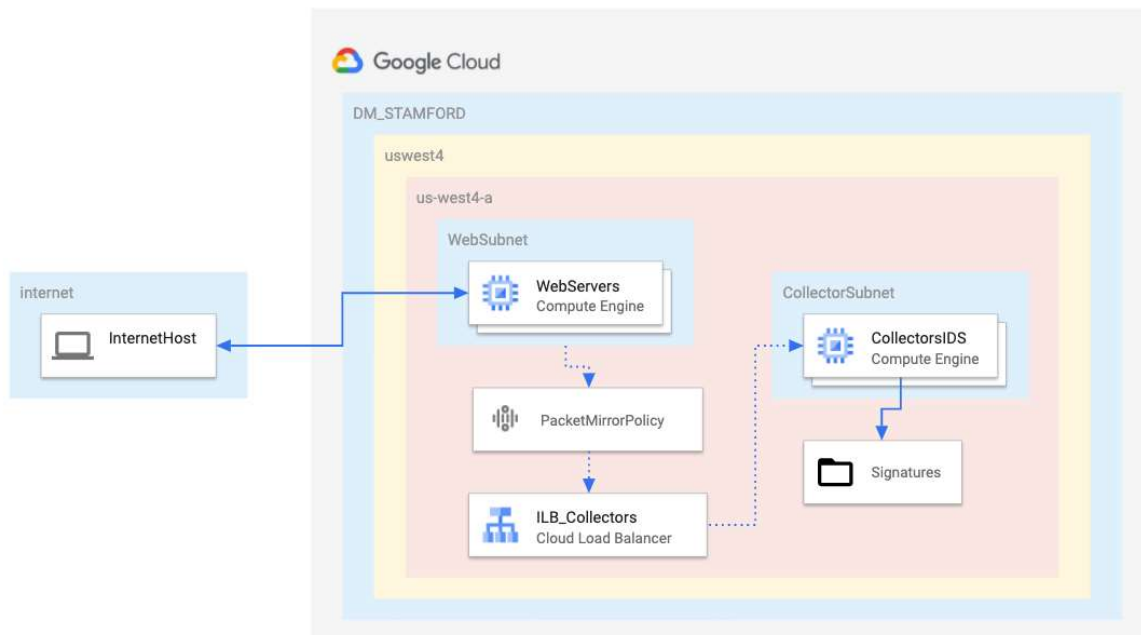 Google Cloud
DM_STAMFORD
uswest4
us-west4-a
WebSubnet
WebServers
Compute Engine
internet
InternetHost
CollectorSubnet
CollectorsIDS
Compute Engine
PacketMirrorPolicy
Signatures
ILB_Collectors
Cloud Load Balancer